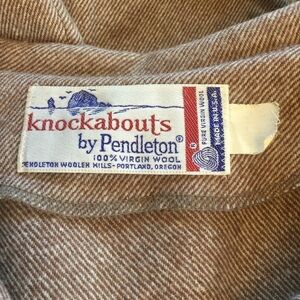 knockabouts
by Pendleton®
100% VIRGIN WOOL
PENDLETON WOOLEN MILLS-PORTLAND, OREGON
R
PURE VIRGIN WOOL
MADE IN U.S.A.